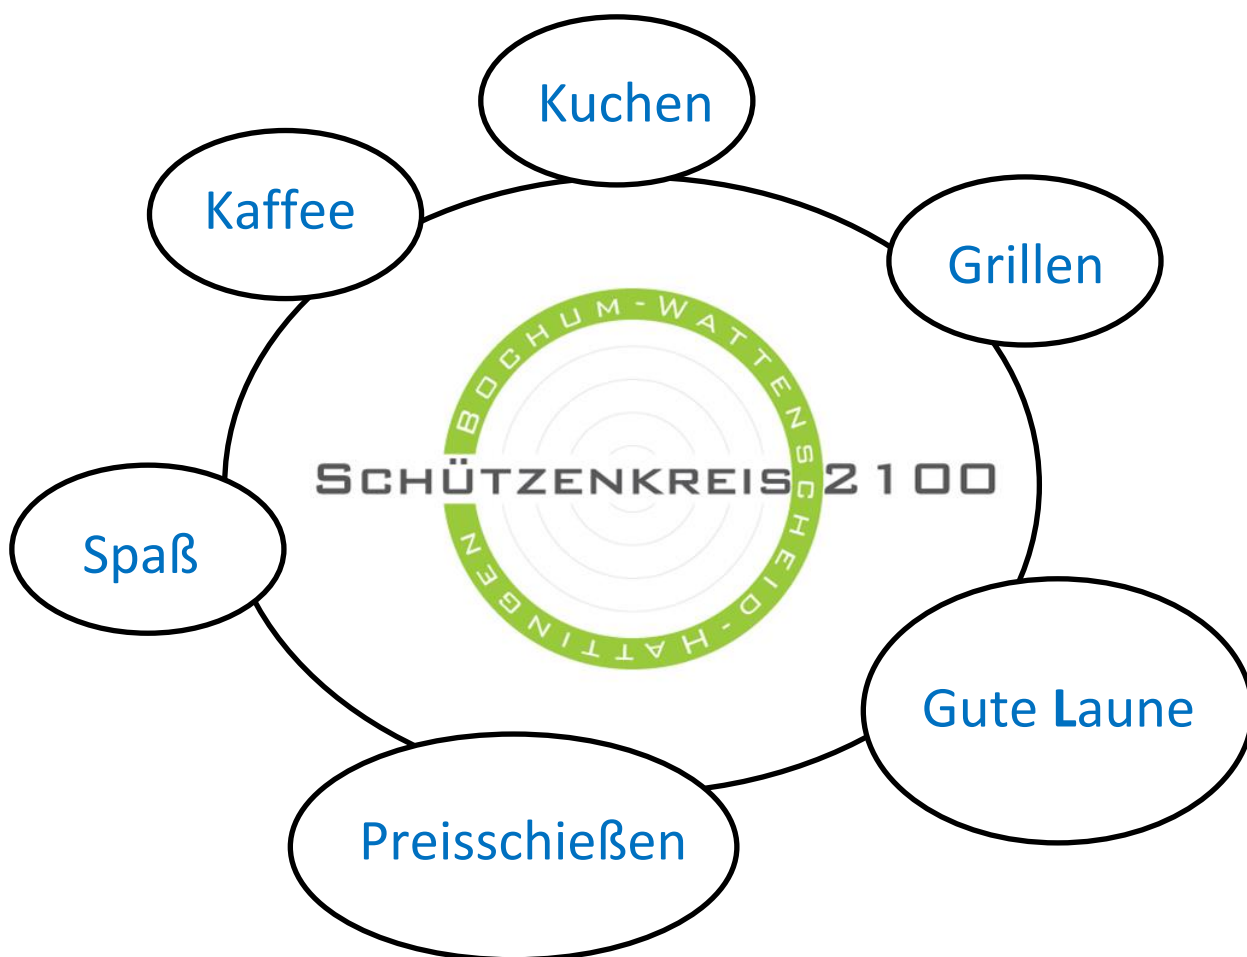 Kuchen
Kaffee
Grillen
BOCHUM-WATTENSCHEID-HATTINGEN
SCHÜTZENKREIS 2100
Spaß
Gute Laune
Preisschießen